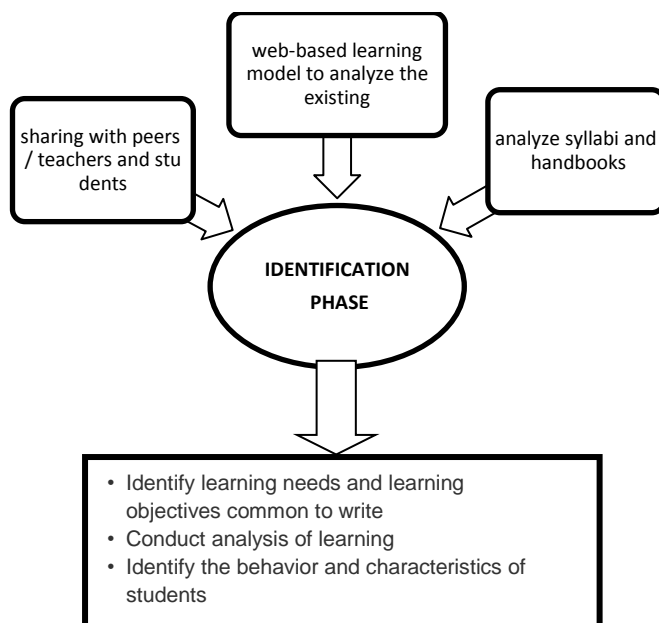 web-based learning
model to analyze the
existing
sharing with peers
/ teachers and stu
dents
analyze syllabi and
handbooks
IDENTIFICATION
PHASE
• Identify learning needs and learning
objectives common to write
• Conduct analysis of learning
• Identify the behavior and characteristics of
students